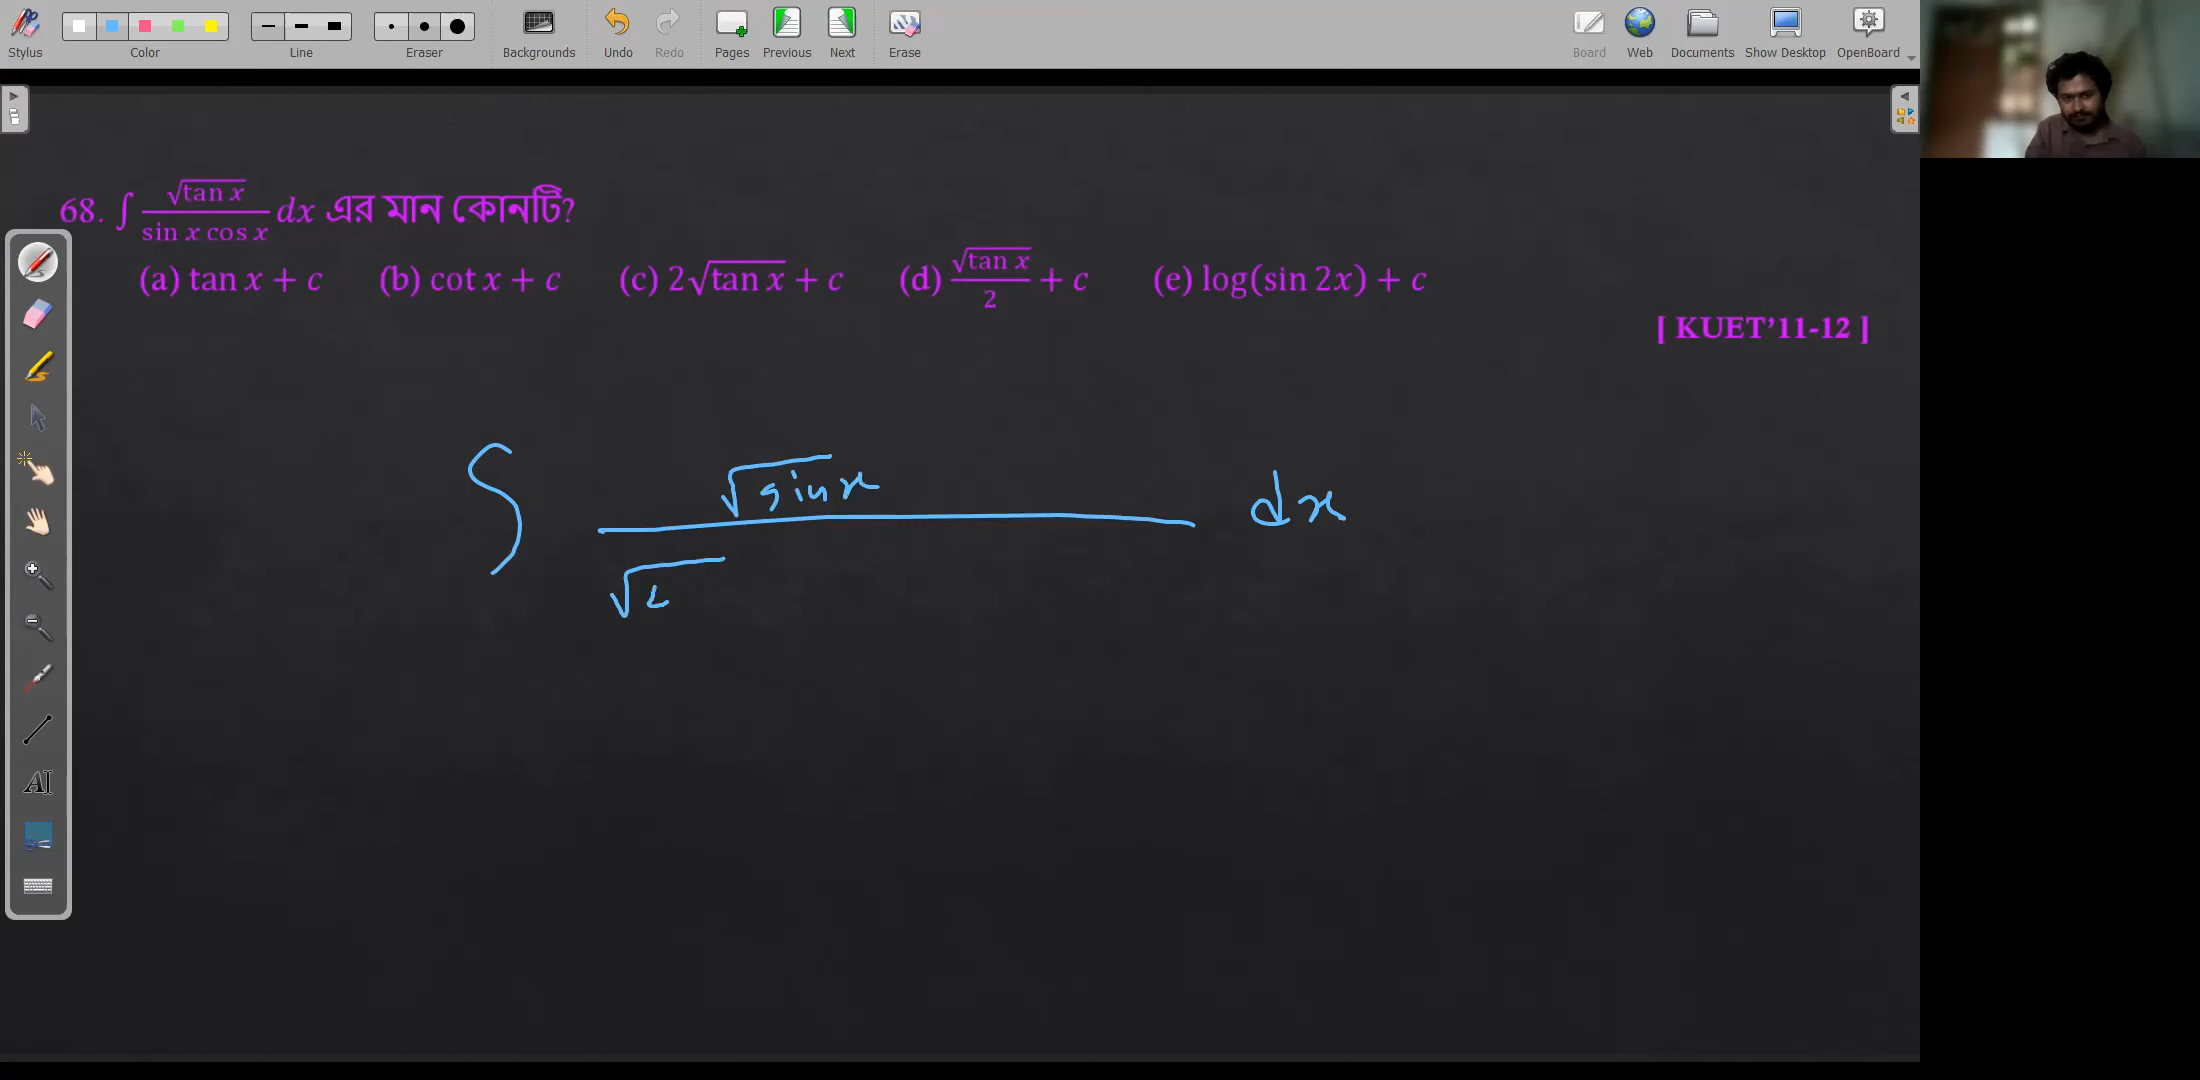 Stylus Color Line Eraser Backgrounds Undo Redo Pages Previous Next Erase Board Web Documents Show Desktop OpenBoard
68. ∫ √(tan x) / (sin x cos x) dx এর মান কোনটি?
(a) tan x + c (b) cot x + c (c) 2√(tan x) + c (d) √(tan x)/2 + c (e) log(sin 2x) + c
[ KUET’11-12 ]
∫ √sin x dx
√c